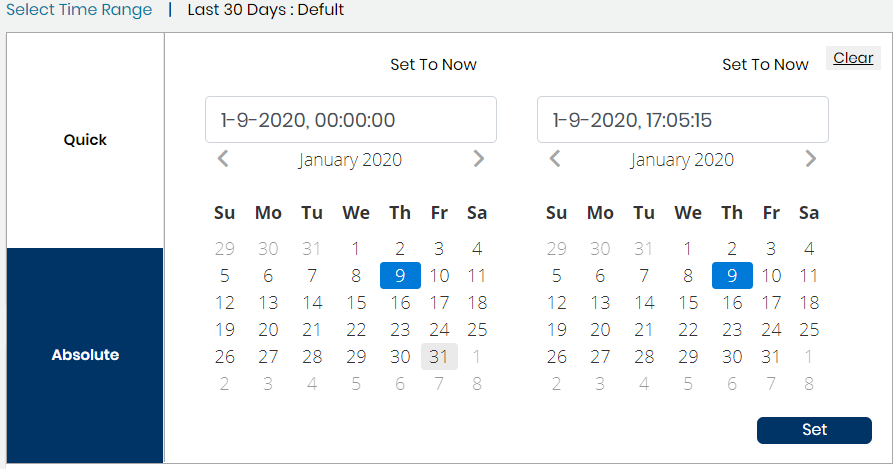 Select Time Range | Last 30 Days : Defult
Clear
Set To Now Set To Now
Quick
1-9-2020, 00:00:00 1-9-2020, 17:05:15
January 2020 January 2020
Su Mo Tu We Th Fr Sa Su Mo Tu We Th Fr Sa
29 30 31 1 2 3 4 29 30 31 1 2 3 4
5 6 7 8 9 10 11 5 6 7 8 9 10 11
12 13 14 15 16 17 18 12 13 14 15 16 17 18
19 20 21 22 23 24 25 19 20 21 22 23 24 25
Absolute
26 27 28 29 30 31 1 26 27 28 29 30 31 1
2 3 4 5 6 7 8 2 3 4 5 6 7 8
Set